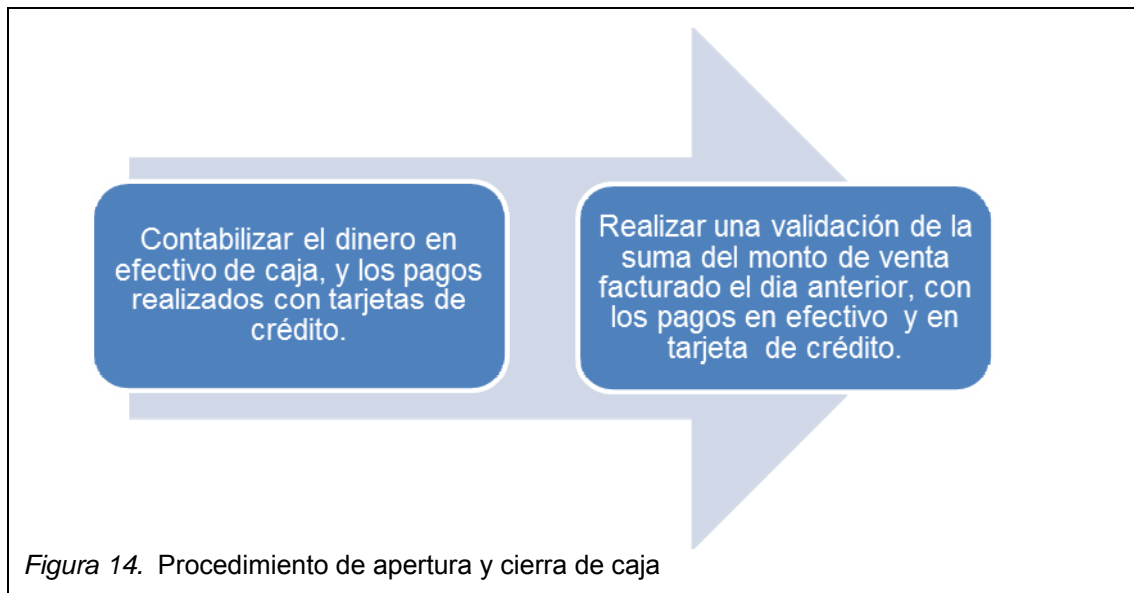 Contabilizar el dinero en
efectivo de caja, y los pagos
realizados con tarjetas de
crédito.
Realizar una validación de la
suma del monto de venta
facturado el dia anterior, con
los pagos en efectivo y en
tarjeta de crédito.
Figura 14. Procedimiento de apertura y cierra de caja